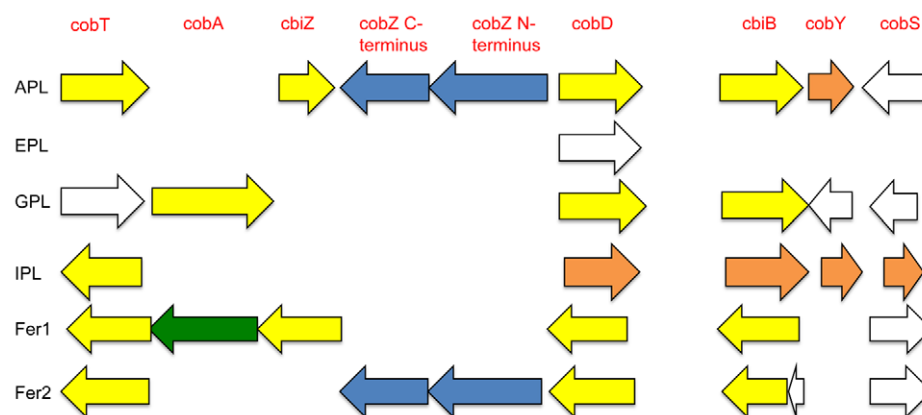 cobT cobA cbiZ cobZ C-terminus cobZ N-terminus cobD cbiB cobY cobS
APL
EPL
GPL
IPL
Fer1
Fer2